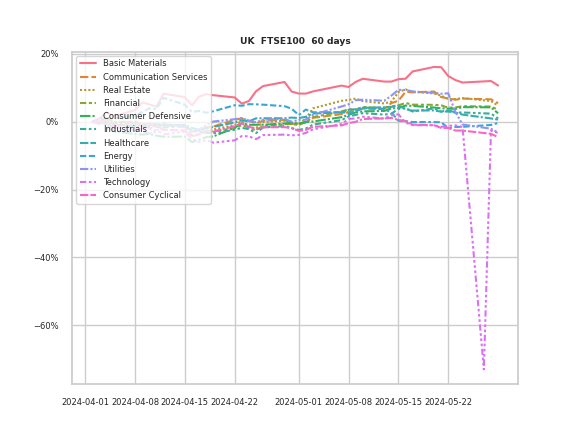 UK FTSE100 60 days
20%
0%
−20%
−40%
−60%
Basic Materials
Communication Services
Real Estate
Financial
Consumer Defensive
Industrials
Healthcare
Energy
Utilities
Technology
Consumer Cyclical
2024-04-01 2024-04-08 2024-04-15 2024-04-22 2024-05-01 2024-05-08 2024-05-15 2024-05-22